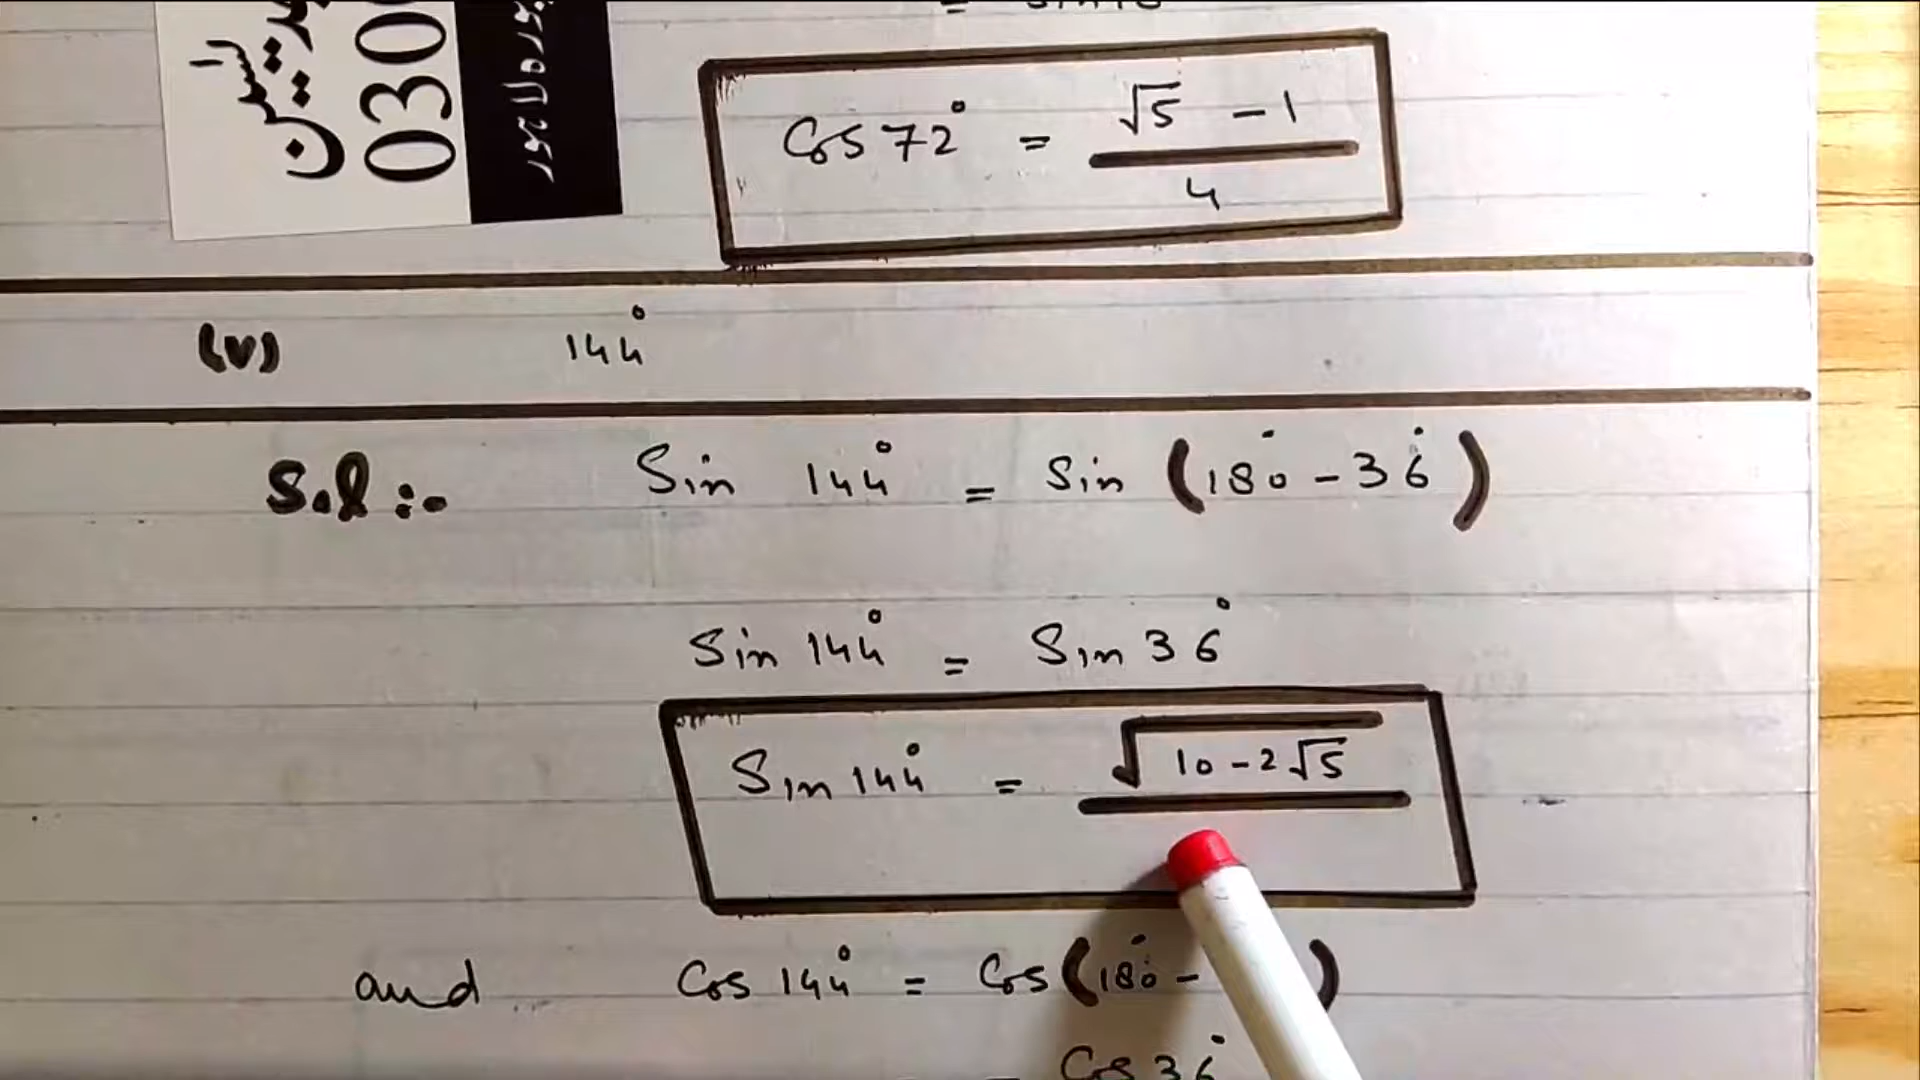 0300
Cos 72° = (√5 - 1)/4
(v) 144°
Sol:- Sin 144° = Sin (180° - 36°)
Sin 144° = Sin 36°
Sin 144° = √(10 - 2√5)
and Cos 144° = Cos (180° - )
Cos 36°